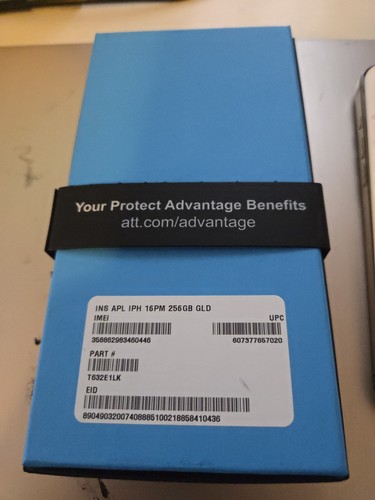 Your Protect Advantage Benefits
att.com/advantage
INS APL IPH 16PM 256GB GLD
IMEI
UPC
358862983460446
607377657020
PART #
T632E1LK
EID
89049032007408885100218858410436